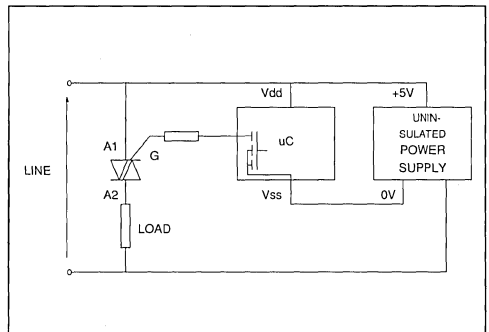 Vdd
+5V
UNIN-
SULATED
POWER
SUPPLY
uC
A1
G
LINE
A2
Vss
0V
LOAD